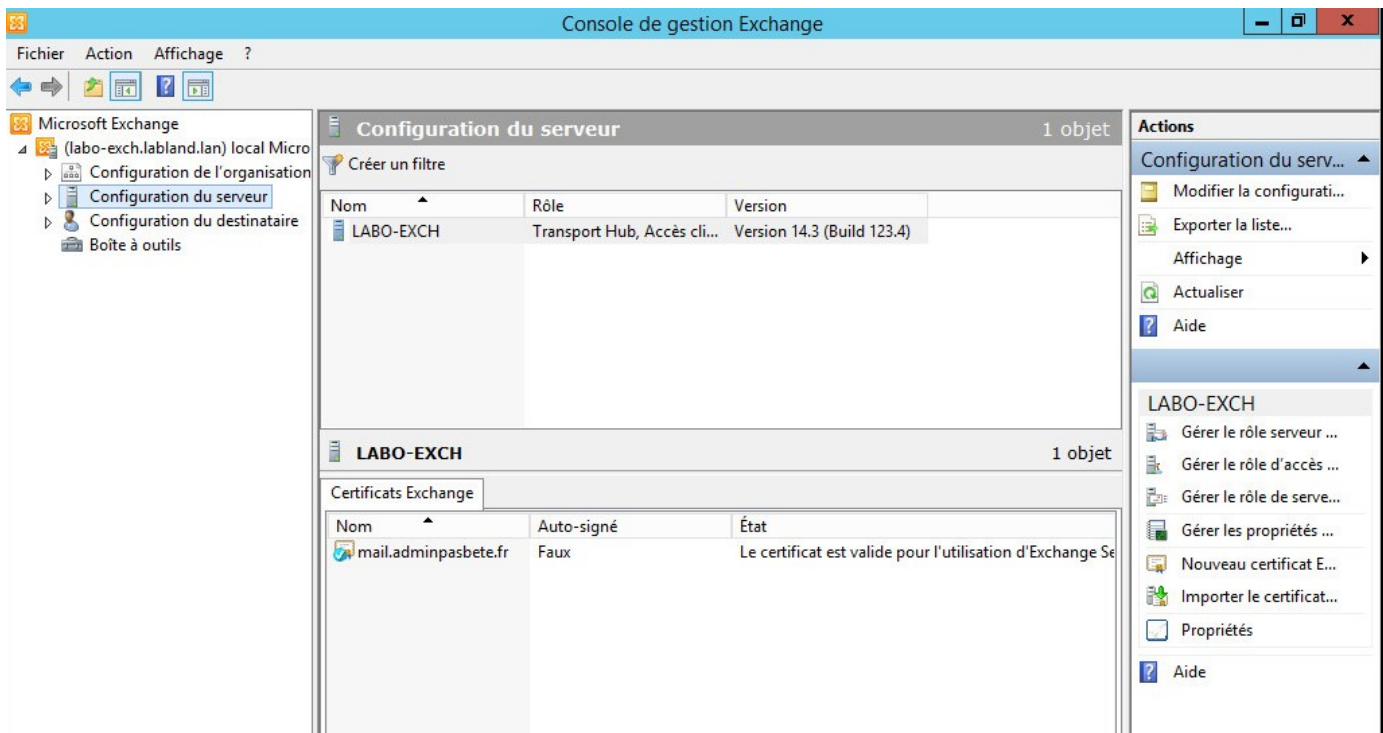 Console de gestion Exchange
Fichier Action Affichage ?
Microsoft Exchange
(labo-exch.labland.lan) local Micro
Configuration de l'organisation
Configuration du serveur
Configuration du destinataire
Boîte à outils
Configuration du serveur 1 objet
Créer un filtre
Nom Rôle Version
LABO-EXCH Transport Hub, Accès cli... Version 14.3 (Build 123.4)
LABO-EXCH 1 objet
Certificats Exchange
Nom Auto-signé État
mail.adminpasbete.fr Faux Le certificat est valide pour l'utilisation d'Exchange Se
Actions
Configuration du serv...
Modifier la configurati...
Exporter la liste...
Affichage
Actualiser
Aide
LABO-EXCH
Gérer le rôle serveur ...
Gérer le rôle d'accès ...
Gérer le rôle de serve...
Gérer les propriétés ...
Nouveau certificat E...
Importer le certificat...
Propriétés
Aide